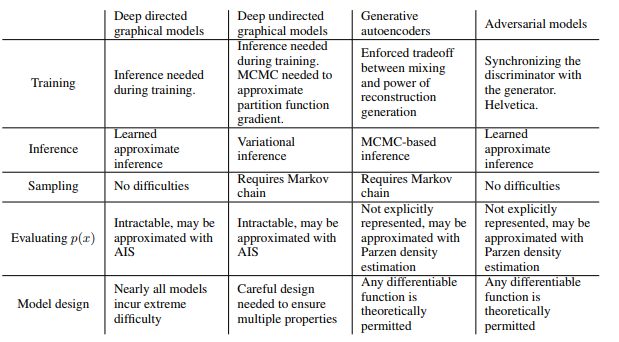 Deep directed
graphical models
Deep undirected
graphical models
Generative
autoencoders
Adversarial models
Training
Inference needed
during training.
Inference needed
during training.
MCMC needed to
approximate
partition function
gradient.
Enforced tradeoff
between mixing
and power of
reconstruction
generation
Synchronizing the
discriminator with
the generator.
Helvetica.
Inference
Learned
approximate
inference
Variational
inference
MCMC-based
inference
Learned
approximate
inference
Sampling
No difficulties
Requires Markov
chain
Requires Markov
chain
No difficulties
Evaluating p(x)
Intractable, may be
approximated with
AIS
Intractable, may be
approximated with
AIS
Not explicitly
represented, may be
approximated with
Parzen density
estimation
Not explicitly
represented, may be
approximated with
Parzen density
estimation
Model design
Nearly all models
incur extreme
difficulty
Careful design
needed to ensure
multiple properties
Any differentiable
function is
theoretically
permitted
Any differentiable
function is
theoretically
permitted